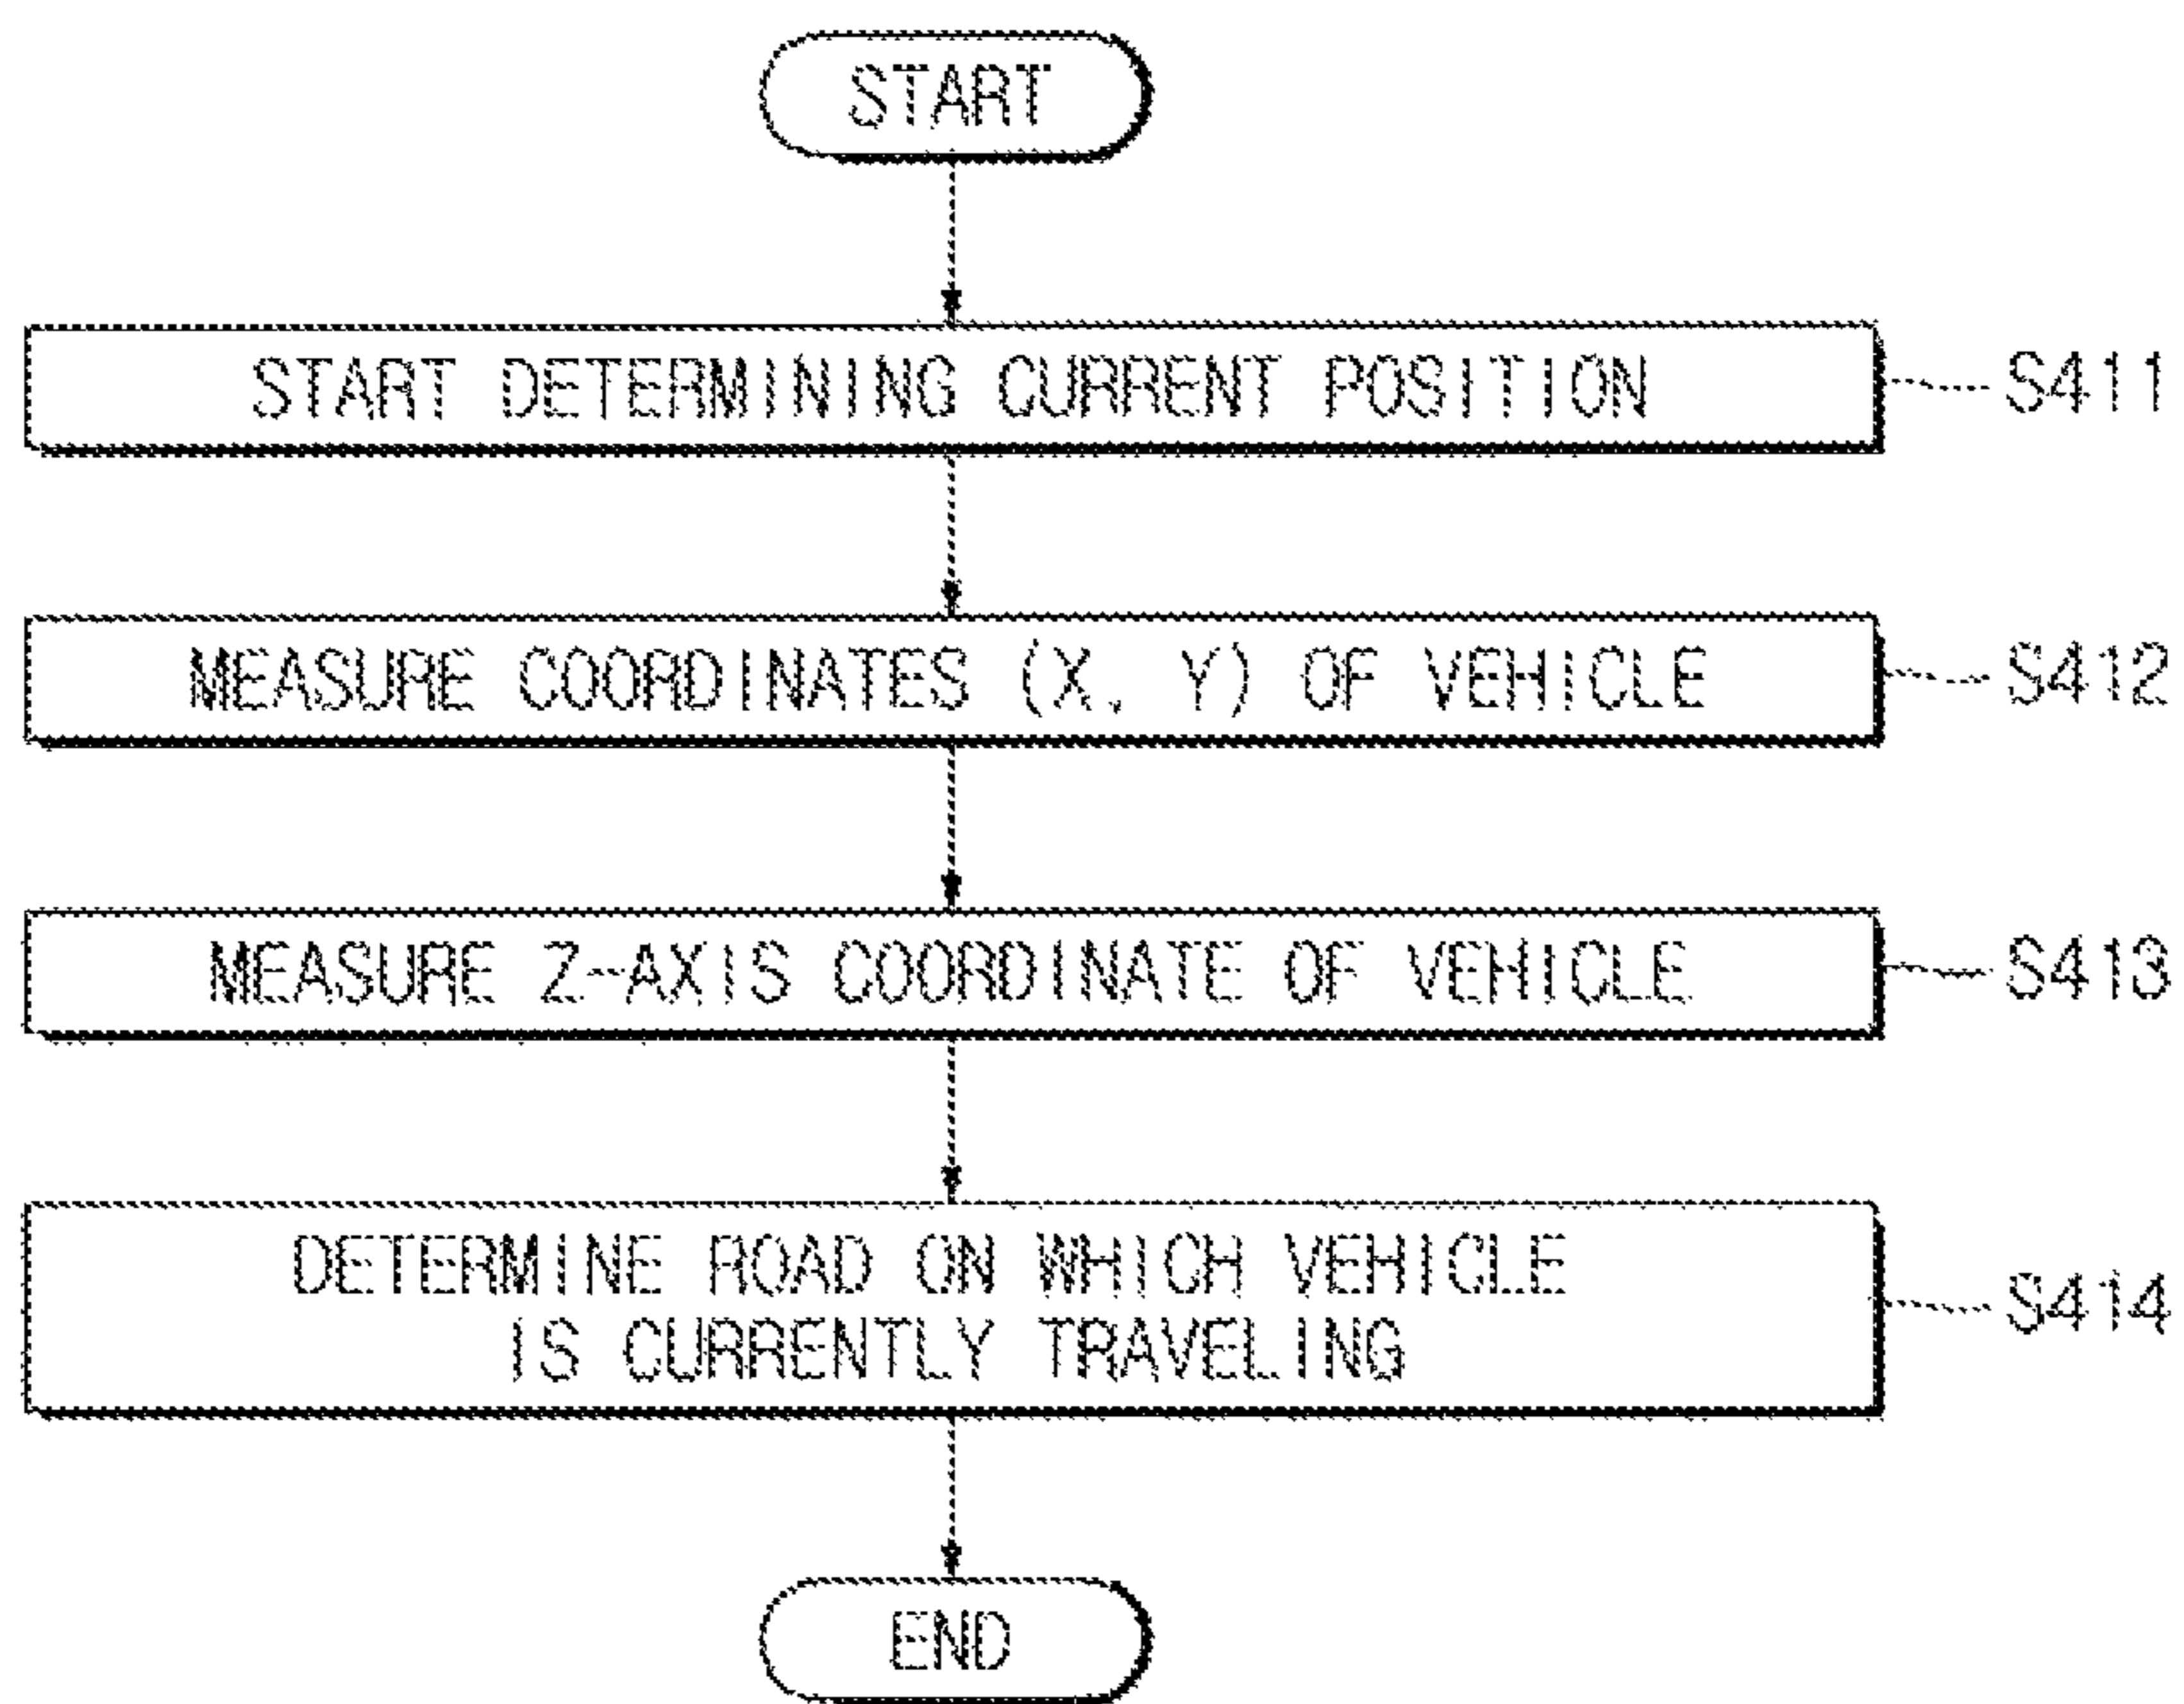 START
START DETERMINING CURRENT POSITION
S411
MEASURE COORDINATES (X, Y) OF VEHICLE
S412
MEASURE Z-AXIS COORDINATE OF VEHICLE
S413
DETERMINE ROAD ON WHICH VEHICLE
IS CURRENTLY TRAVELING
S414
END